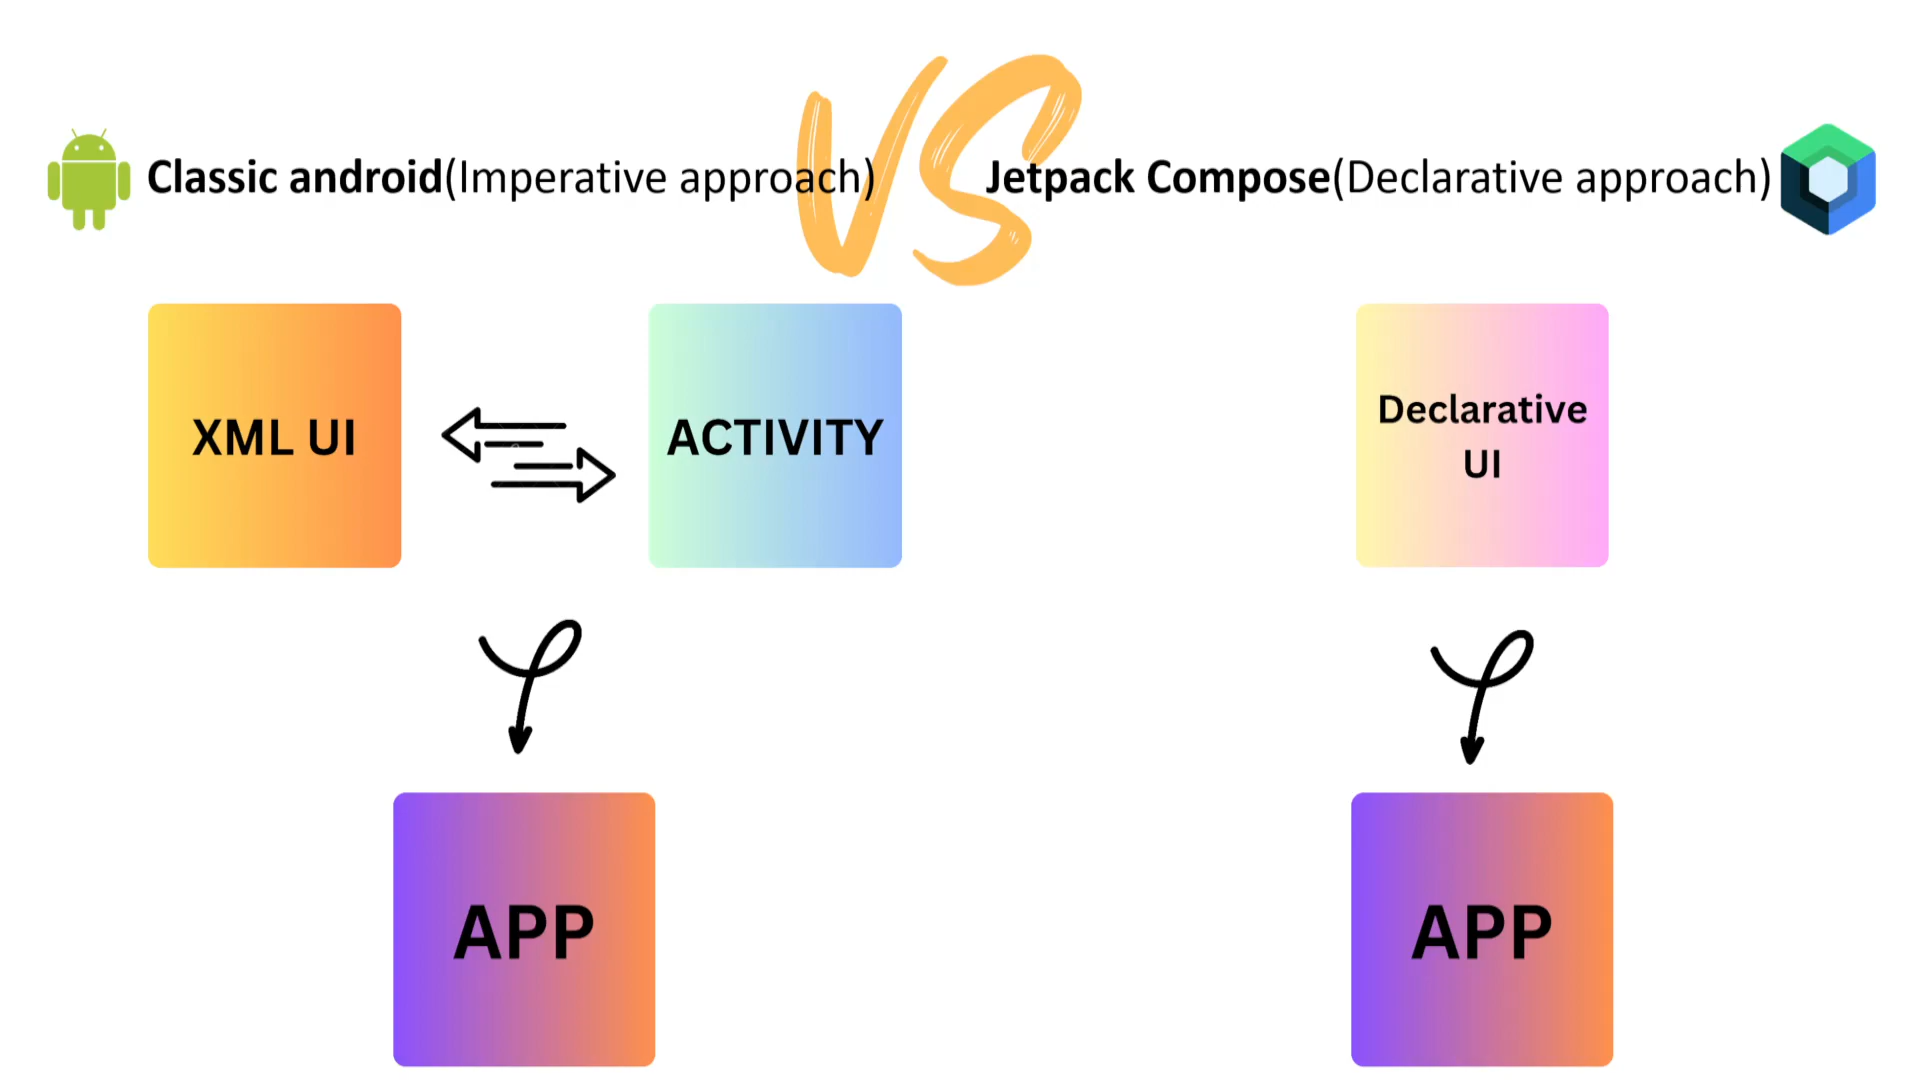 VS
Classic android(Imperative approach)
Jetpack Compose(Declarative approach)
XML UI
ACTIVITY
Declarative
UI
APP
APP